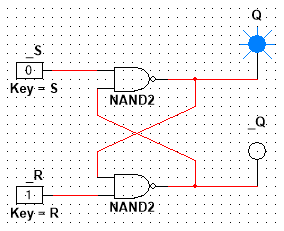 Q
_S
0
Key = S
NAND2
_Q
_R
1
Key = R
NAND2